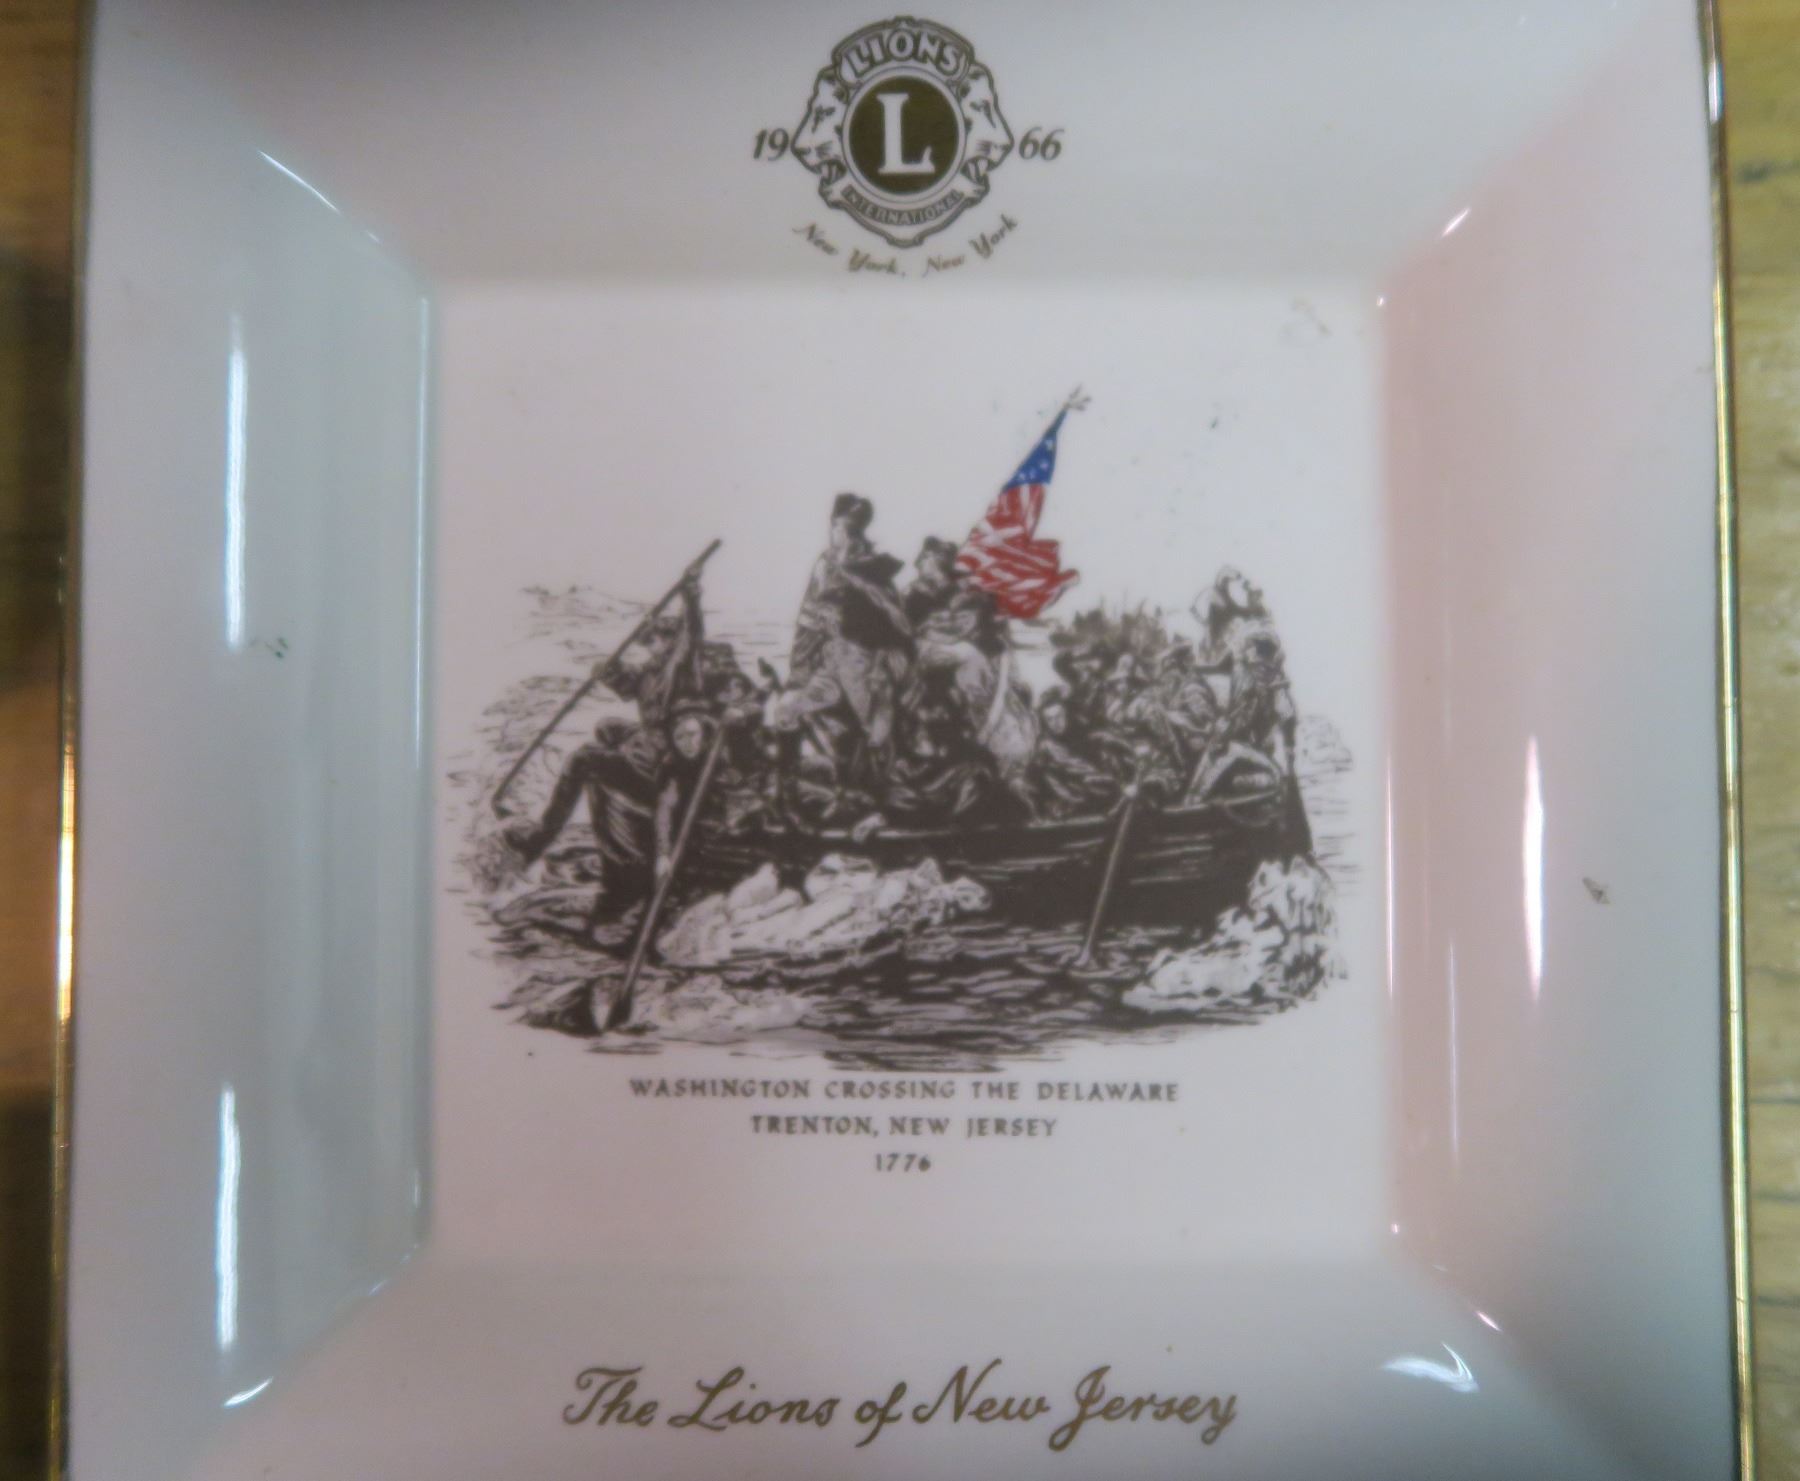 LIONS
19 L 66
INTERNATIONAL
New York, New York
WASHINGTON CROSSING THE DELAWARE
TRENTON, NEW JERSEY
1776
The Lions of New Jersey